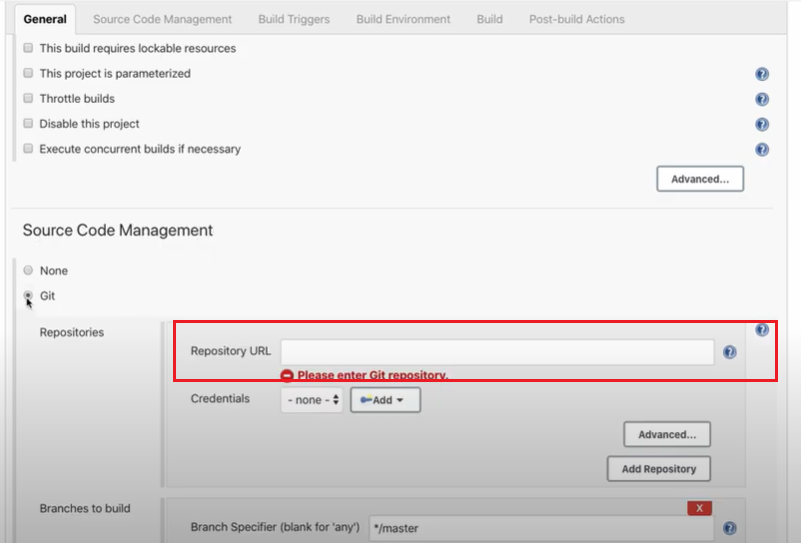 General Source Code Management Build Triggers Build Environment Build Post-build Actions
This build requires lockable resources
This project is parameterized
Throttle builds
Disable this project
Execute concurrent builds if necessary
Advanced...
Source Code Management
None
Git
Repositories
Repository URL
Please enter Git repository.
Credentials - none - Add
Advanced...
Add Repository
Branches to build
X
Branch Specifier (blank for 'any') */master